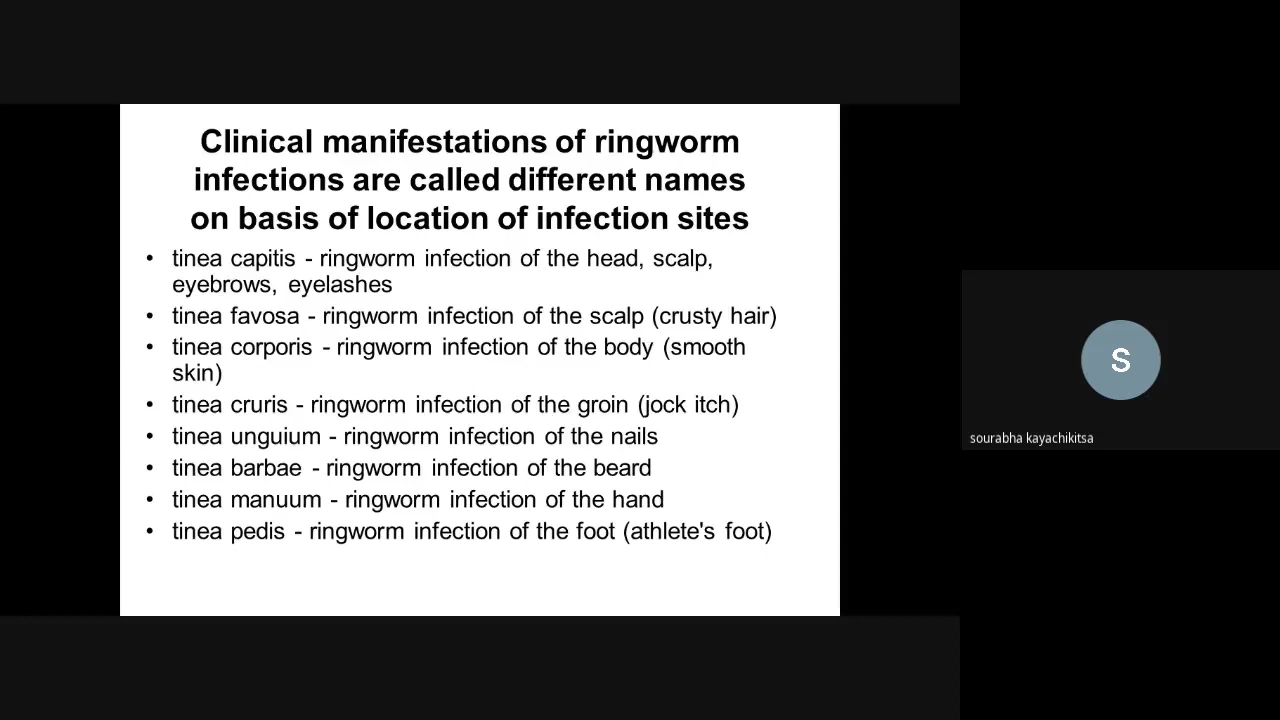 Clinical manifestations of ringworm
infections are called different names
on basis of location of infection sites
• tinea capitis - ringworm infection of the head, scalp,
eyebrows, eyelashes
• tinea favosa - ringworm infection of the scalp (crusty hair)
• tinea corporis - ringworm infection of the body (smooth
skin)
• tinea cruris - ringworm infection of the groin (jock itch)
• tinea unguium - ringworm infection of the nails
• tinea barbae - ringworm infection of the beard
• tinea manuum - ringworm infection of the hand
• tinea pedis - ringworm infection of the foot (athlete's foot)
S
sourabha kayachikitsa